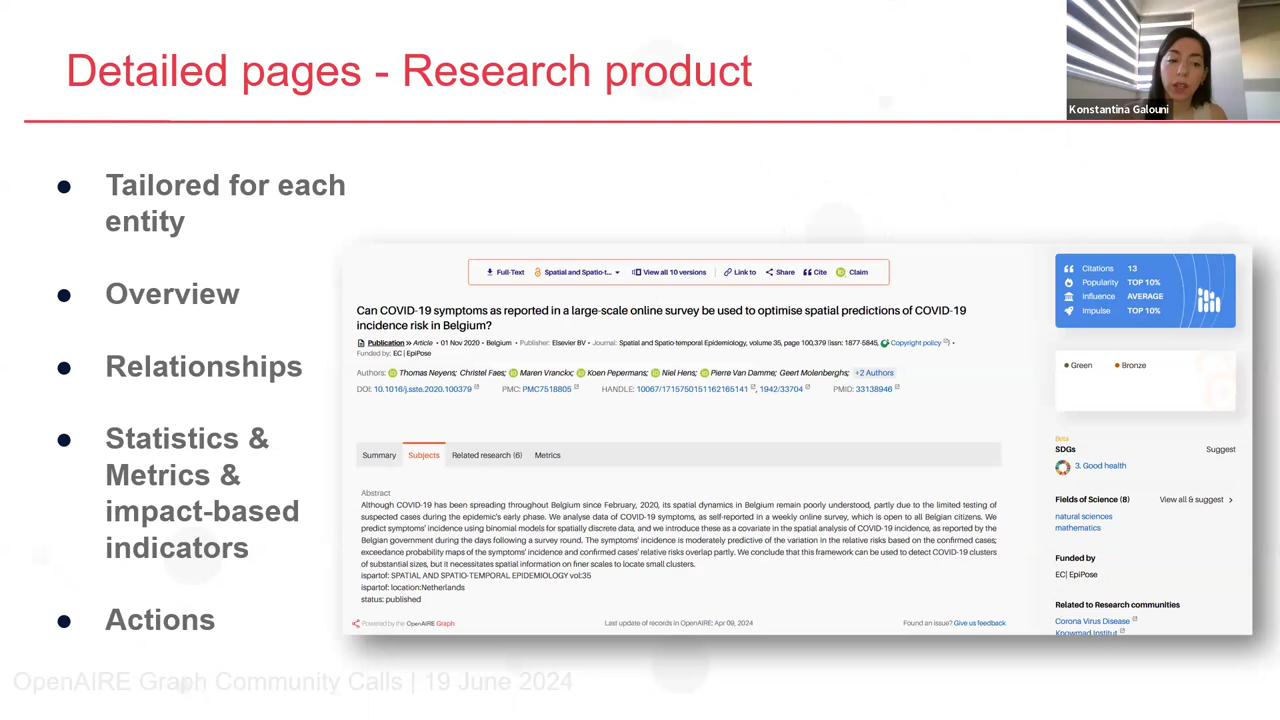 Detailed pages - Research product
Konstantina Galouni
● Tailored for each
entity
● Overview
● Relationships
● Statistics &
Metrics &
impact-based
indicators
● Actions
Full-Text Spatial and Spatio-t... View all 10 versions Link to Share Cite Claim
Can COVID-19 symptoms as reported in a large-scale online survey be used to optimise spatial predictions of COVID-19
incidence risk in Belgium?
Publication » Article • 01 Nov 2020 • Belgium • Publisher: Elsevier BV • Journal: Spatial and Spatio-temporal Epidemiology, volume 35, page 100,379 (issn: 1877-5845, Copyright policy) •
Funded by: EC | EpiPose
Authors: Thomas Neyens; Christel Faes; Maren Vranckx; Koen Pepermans; Niel Hens; Pierre Van Damme; Geert Molenberghs; +2 Authors
DOI: 10.1016/j.sste.2020.100379 PMC: PMC7518805 HANDLE: 10067/1715750151162165141, 1942/33704 PMID: 33138946
Summary Subjects Related research (6) Metrics
Abstract
Although COVID-19 has been spreading throughout Belgium since February, 2020, its spatial dynamics in Belgium remain poorly understood, partly due to the limited testing of
suspected cases during the epidemic's early phase. We analyse data of COVID-19 symptoms, as self-reported in a weekly online survey, which is open to all Belgian citizens. We
predict symptoms' incidence using binomial models for spatially discrete data, and we introduce these as a covariate in the spatial analysis of COVID-19 incidence, as reported by the
Belgian government during the days following a survey round. The symptoms' incidence is moderately predictive of the variation in the relative risks based on the confirmed cases;
exceedance probability maps of the symptoms' incidence and confirmed cases' relative risks overlap partly. We conclude that this framework can be used to detect COVID-19 clusters
of substantial sizes, but it necessitates spatial information on finer scales to locate small clusters.
ispartof: SPATIAL AND SPATIO-TEMPORAL EPIDEMIOLOGY vol:35
ispartof: location:Netherlands
status: published
Powered by the OpenAIRE Graph Last update of records in OpenAIRE: Apr 09, 2024 Found an issue? Give us feedback
Citations 13
Popularity TOP 10%
Influence AVERAGE
Impulse TOP 10%
Green Bronze
Beta
SDGs Suggest
3. Good health
Fields of Science (8) View all & suggest
natural sciences
mathematics
Funded by
EC| EpiPose
Related to Research communities
Corona Virus Disease
Knowmad Institut
OpenAIRE Graph Community Calls | 19 June 2024